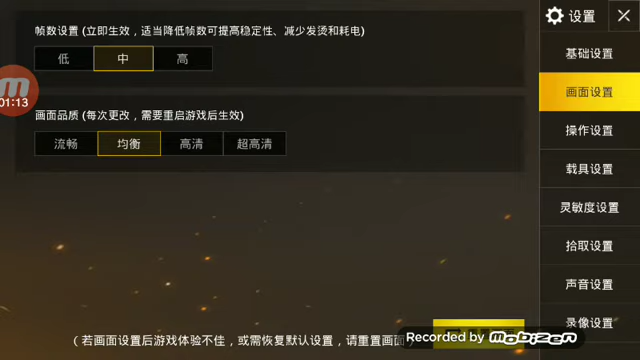 帧数设置 (立即生效，适当降低帧数可提高稳定性、减少发烫和耗电)
低
中
高
01:13
画面品质 (每次更改，需要重启游戏后生效)
流畅
均衡
高清
超高清
设置
基础设置
画面设置
操作设置
载具设置
灵敏度设置
拾取设置
声音设置
录像设置
(若画面设置后游戏体验不佳，或需恢复默认设置，请重置画面
Recorded by mobizen